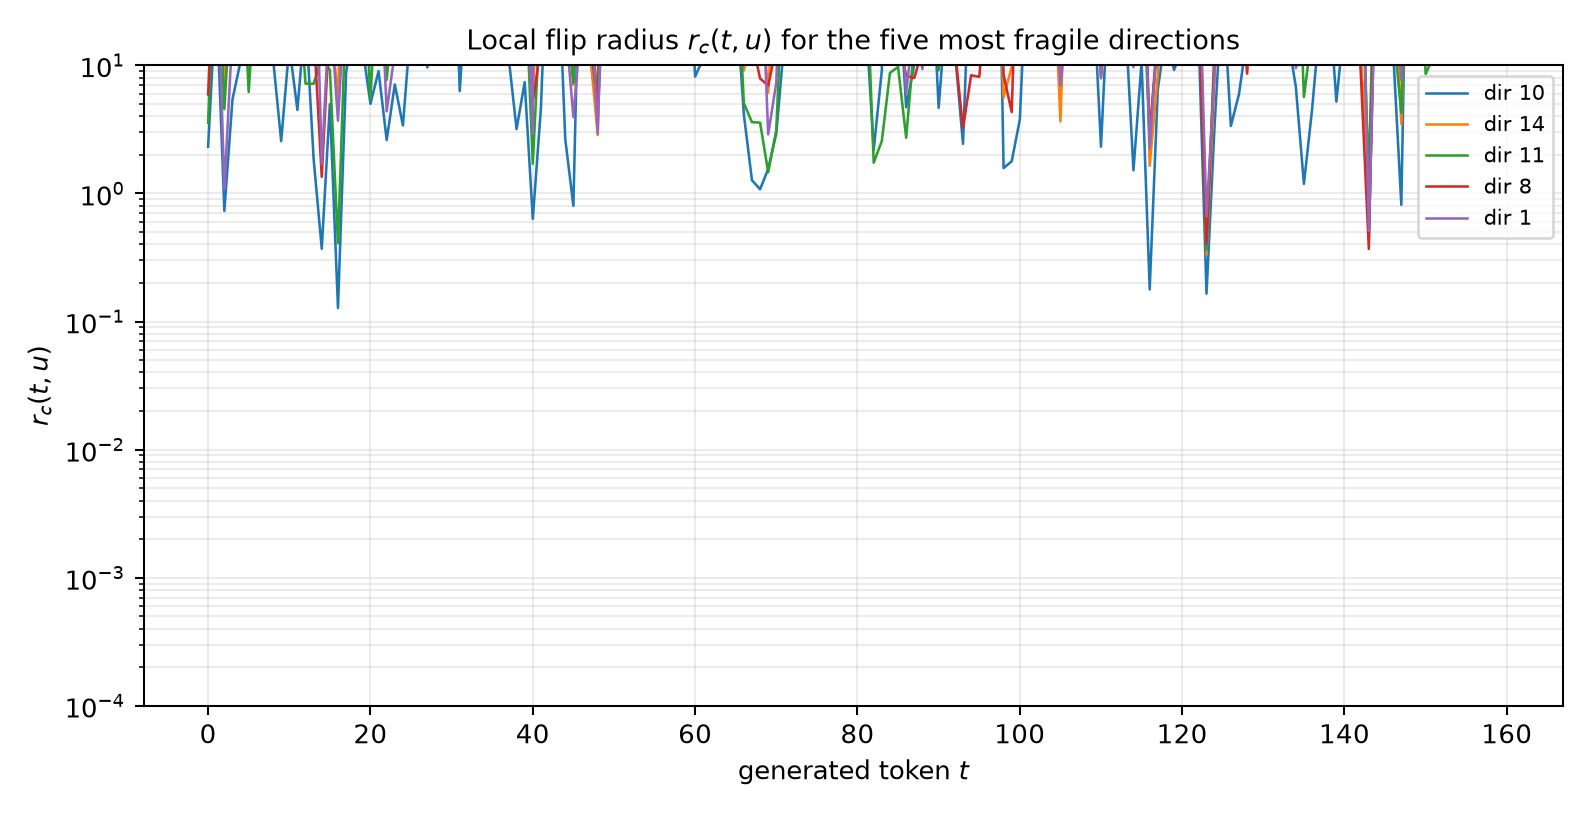 Local flip radius r_c(t, u) for the five most fragile directions
10^1
10^0
10^-1
10^-2
10^-3
10^-4
r_c(t, u)
dir 10
dir 14
dir 11
dir 8
dir 1
0 20 40 60 80 100 120 140 160
generated token t